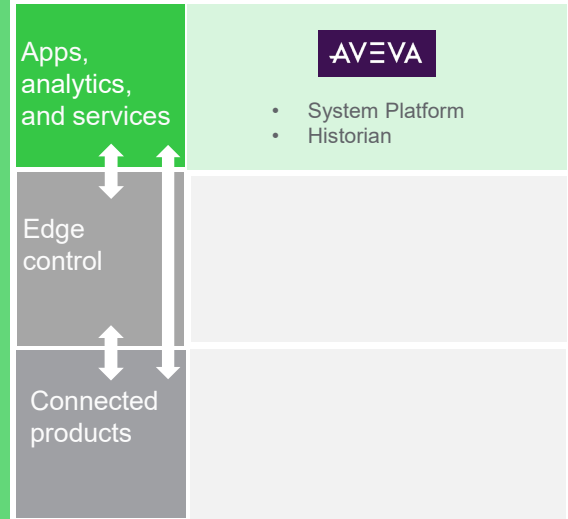 Apps,
analytics,
and services
AVEVA
• System Platform
• Historian
Edge
control
Connected
products